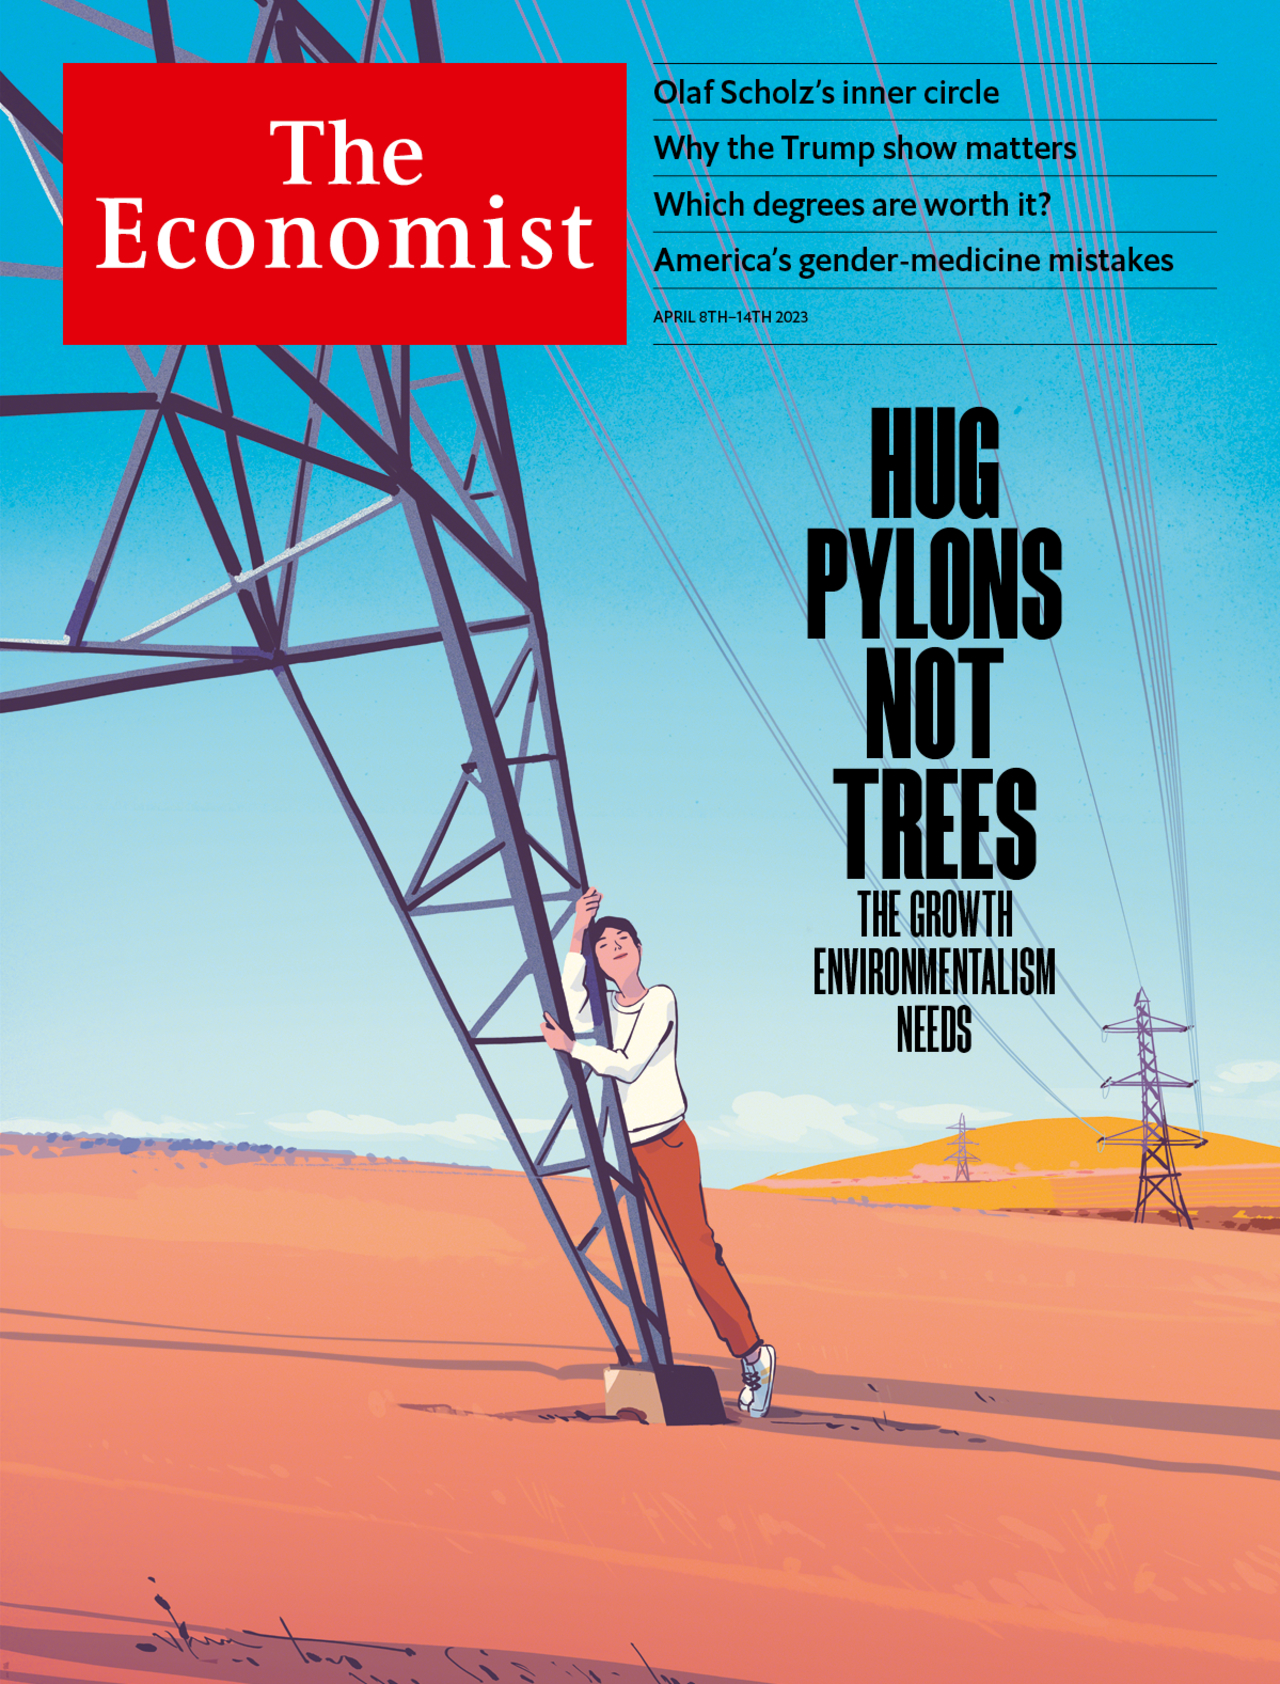 The
Economist
Olaf Scholz’s inner circle
Why the Trump show matters
Which degrees are worth it?
America’s gender-medicine mistakes
APRIL 8TH–14TH 2023
HUG
PYLONS
NOT
TREES
THE GROWTH
ENVIRONMENTALISM
NEEDS